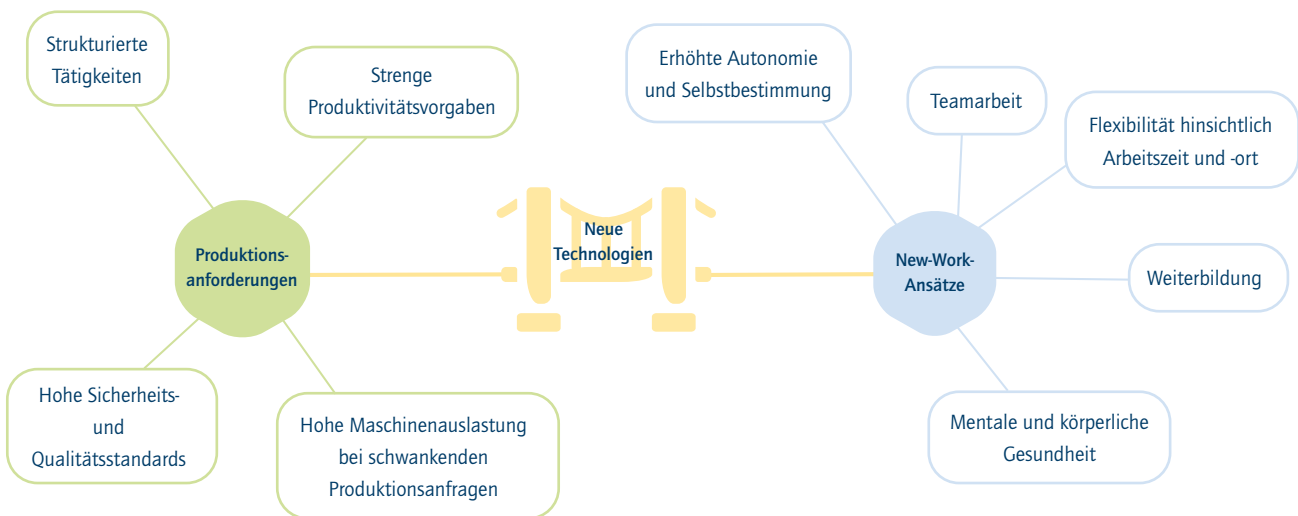 Strukturierte
Tätigkeiten
Strenge
Produktivitätsvorgaben
Produktions-
anforderungen
Hohe Sicherheits-
und
Qualitätsstandards
Hohe Maschinenauslastung
bei schwankenden
Produktionsanfragen
Neue
Technologien
Erhöhte Autonomie
und Selbstbestimmung
Teamarbeit
Flexibilität hinsichtlich
Arbeitszeit und -ort
New-Work-
Ansätze
Weiterbildung
Mentale und körperliche
Gesundheit